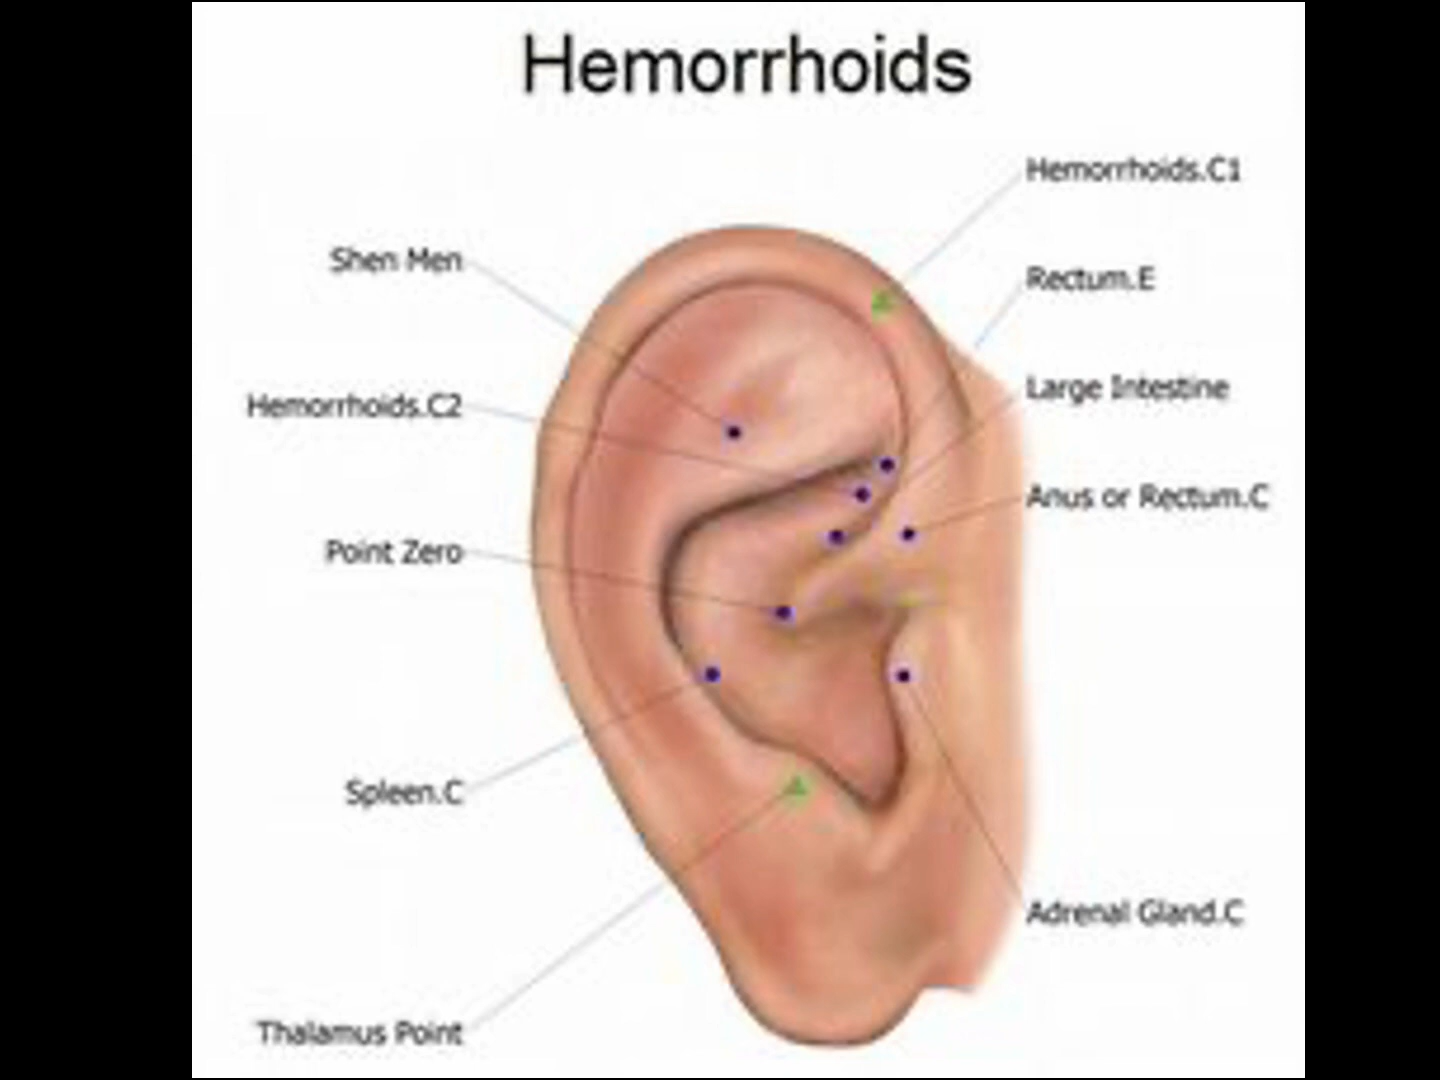 Hemorrhoids
Hemorrhoids.C1
Shen Men
Rectum.E
Large Intestine
Hemorrhoids.C2
Anus or Rectum.C
Point Zero
Spleen.C
Adrenal Gland.C
Thalamus Point